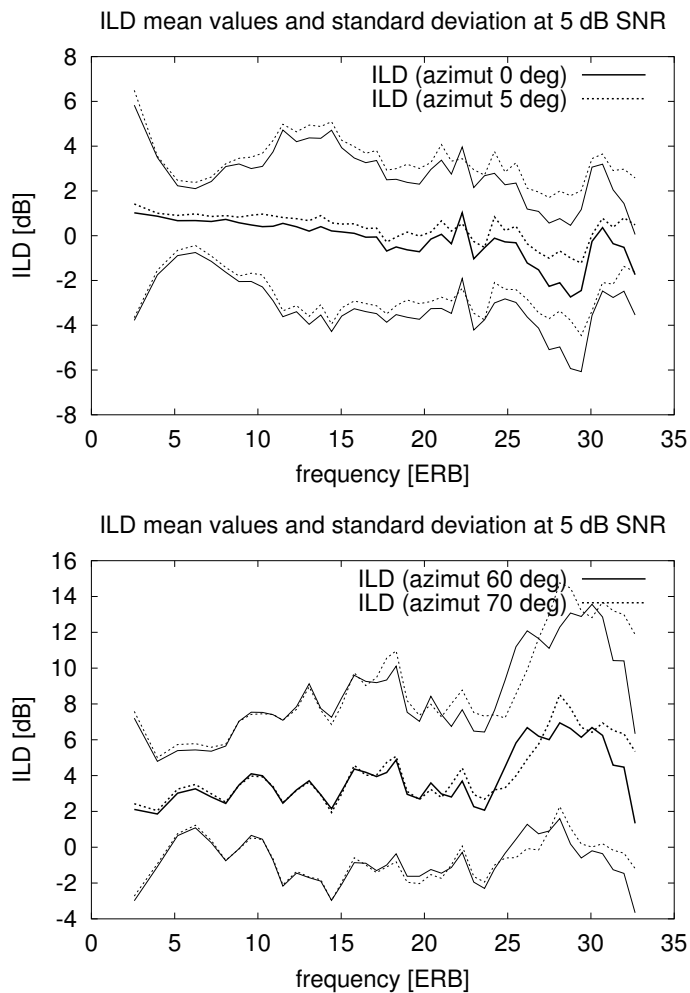 ILD mean values and standard deviation at 5 dB SNR
8
ILD (azimut 0 deg)
6
ILD (azimut 5 deg)
4
2
0
-2
-4
-6
-8
ILD [dB]
0 5 10 15 20 25 30 35
frequency [ERB]
ILD mean values and standard deviation at 5 dB SNR
16
ILD (azimut 60 deg)
14
ILD (azimut 70 deg)
12
10
8
6
4
2
0
-2
-4
ILD [dB]
0 5 10 15 20 25 30 35
frequency [ERB]